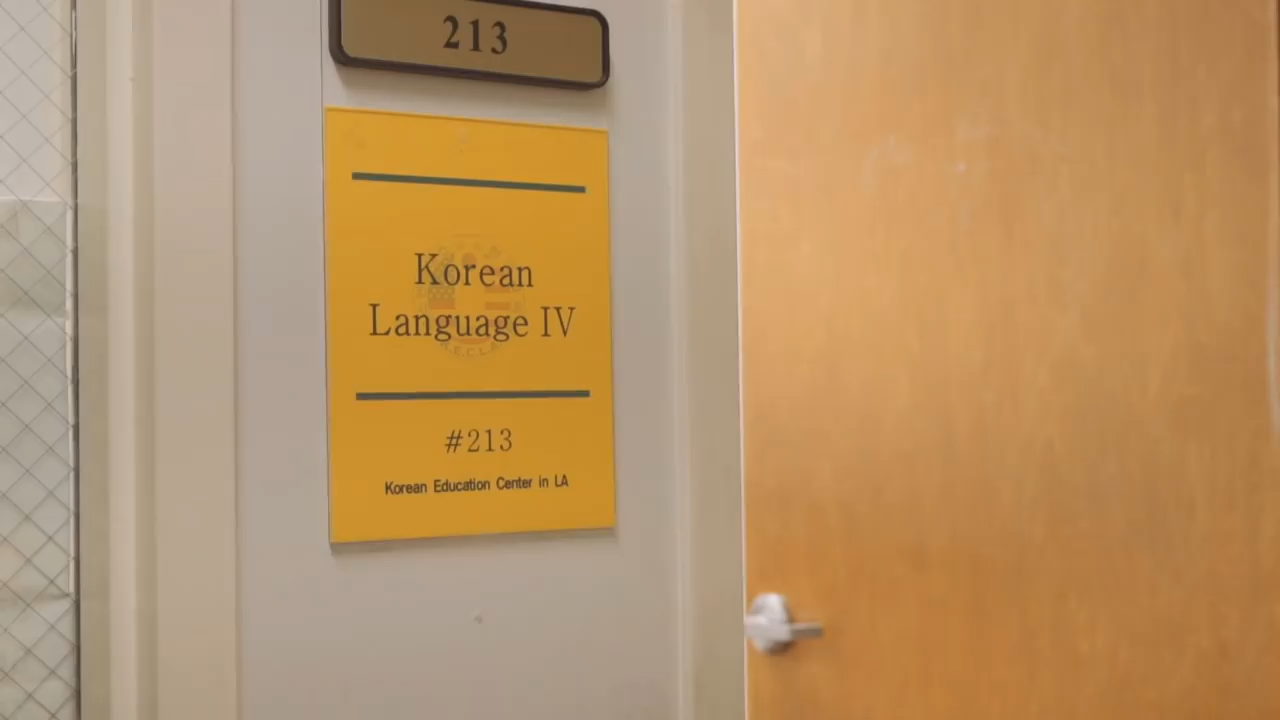 213
Korean
Language IV
K.E.C.L.A
#213
Korean Education Center in LA